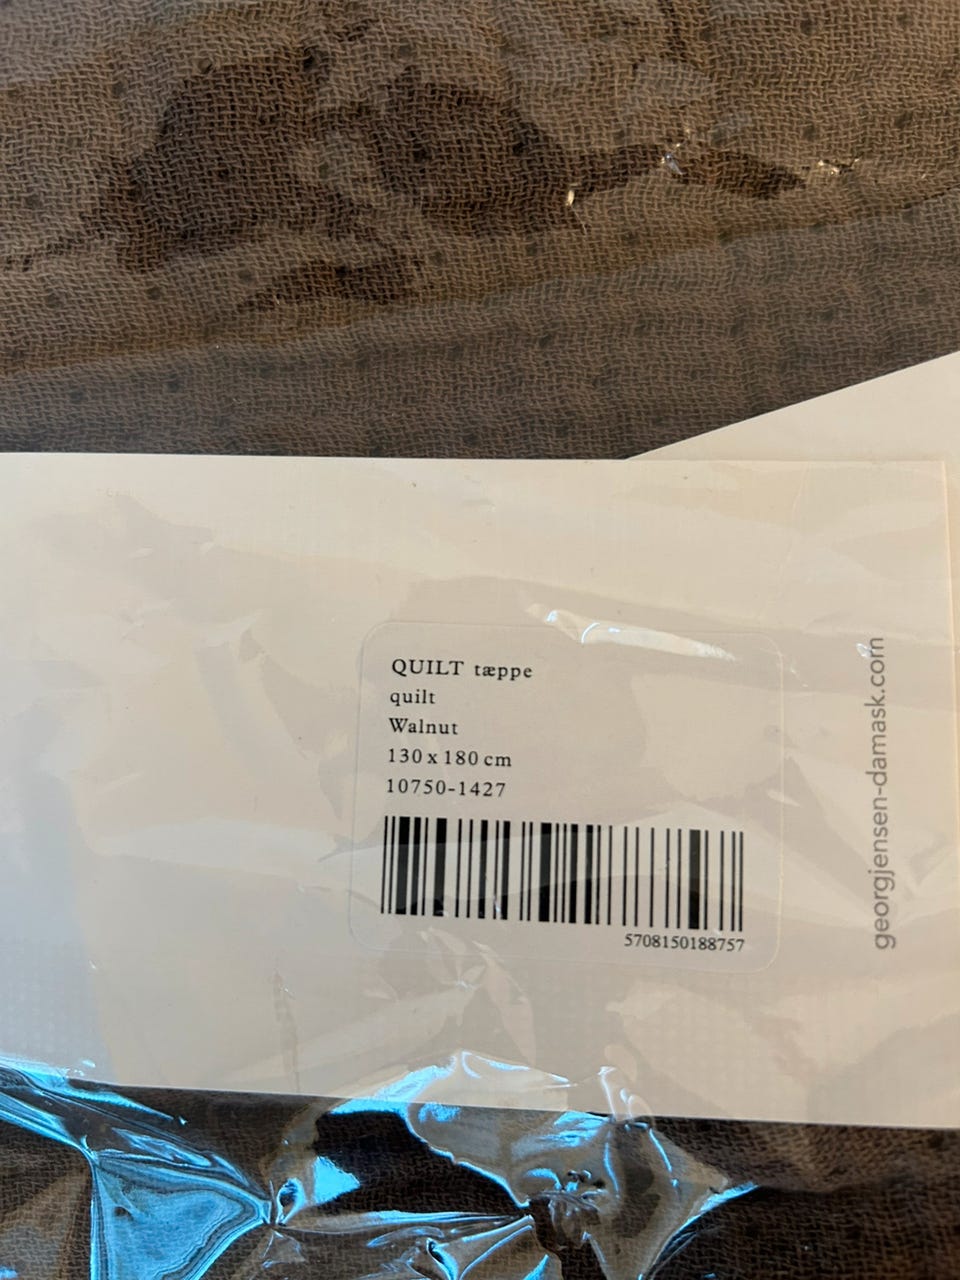 QUILT tæppe
quilt
Walnut
130 x 180 cm
10750-1427
5708150188757
georgjensen-damask.com